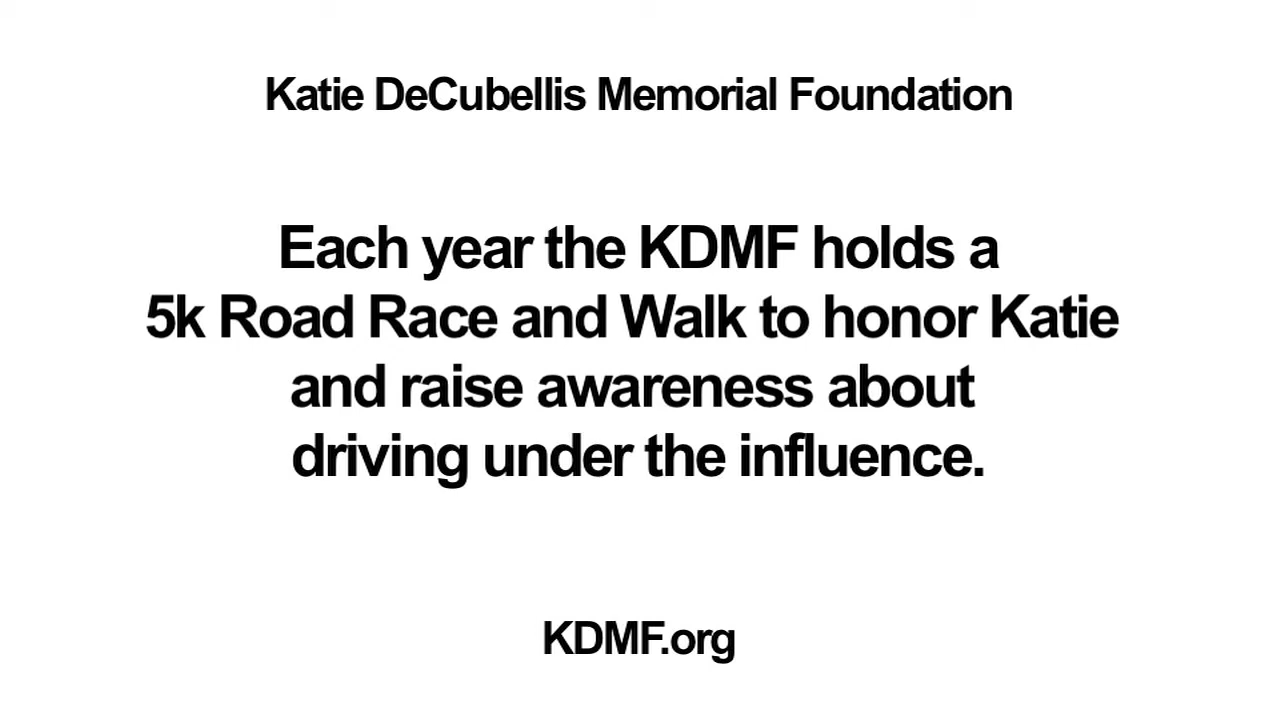 Katie DeCubellis Memorial Foundation
Each year the KDMF holds a
5k Road Race and Walk to honor Katie
and raise awareness about
driving under the influence.
KDMF.org